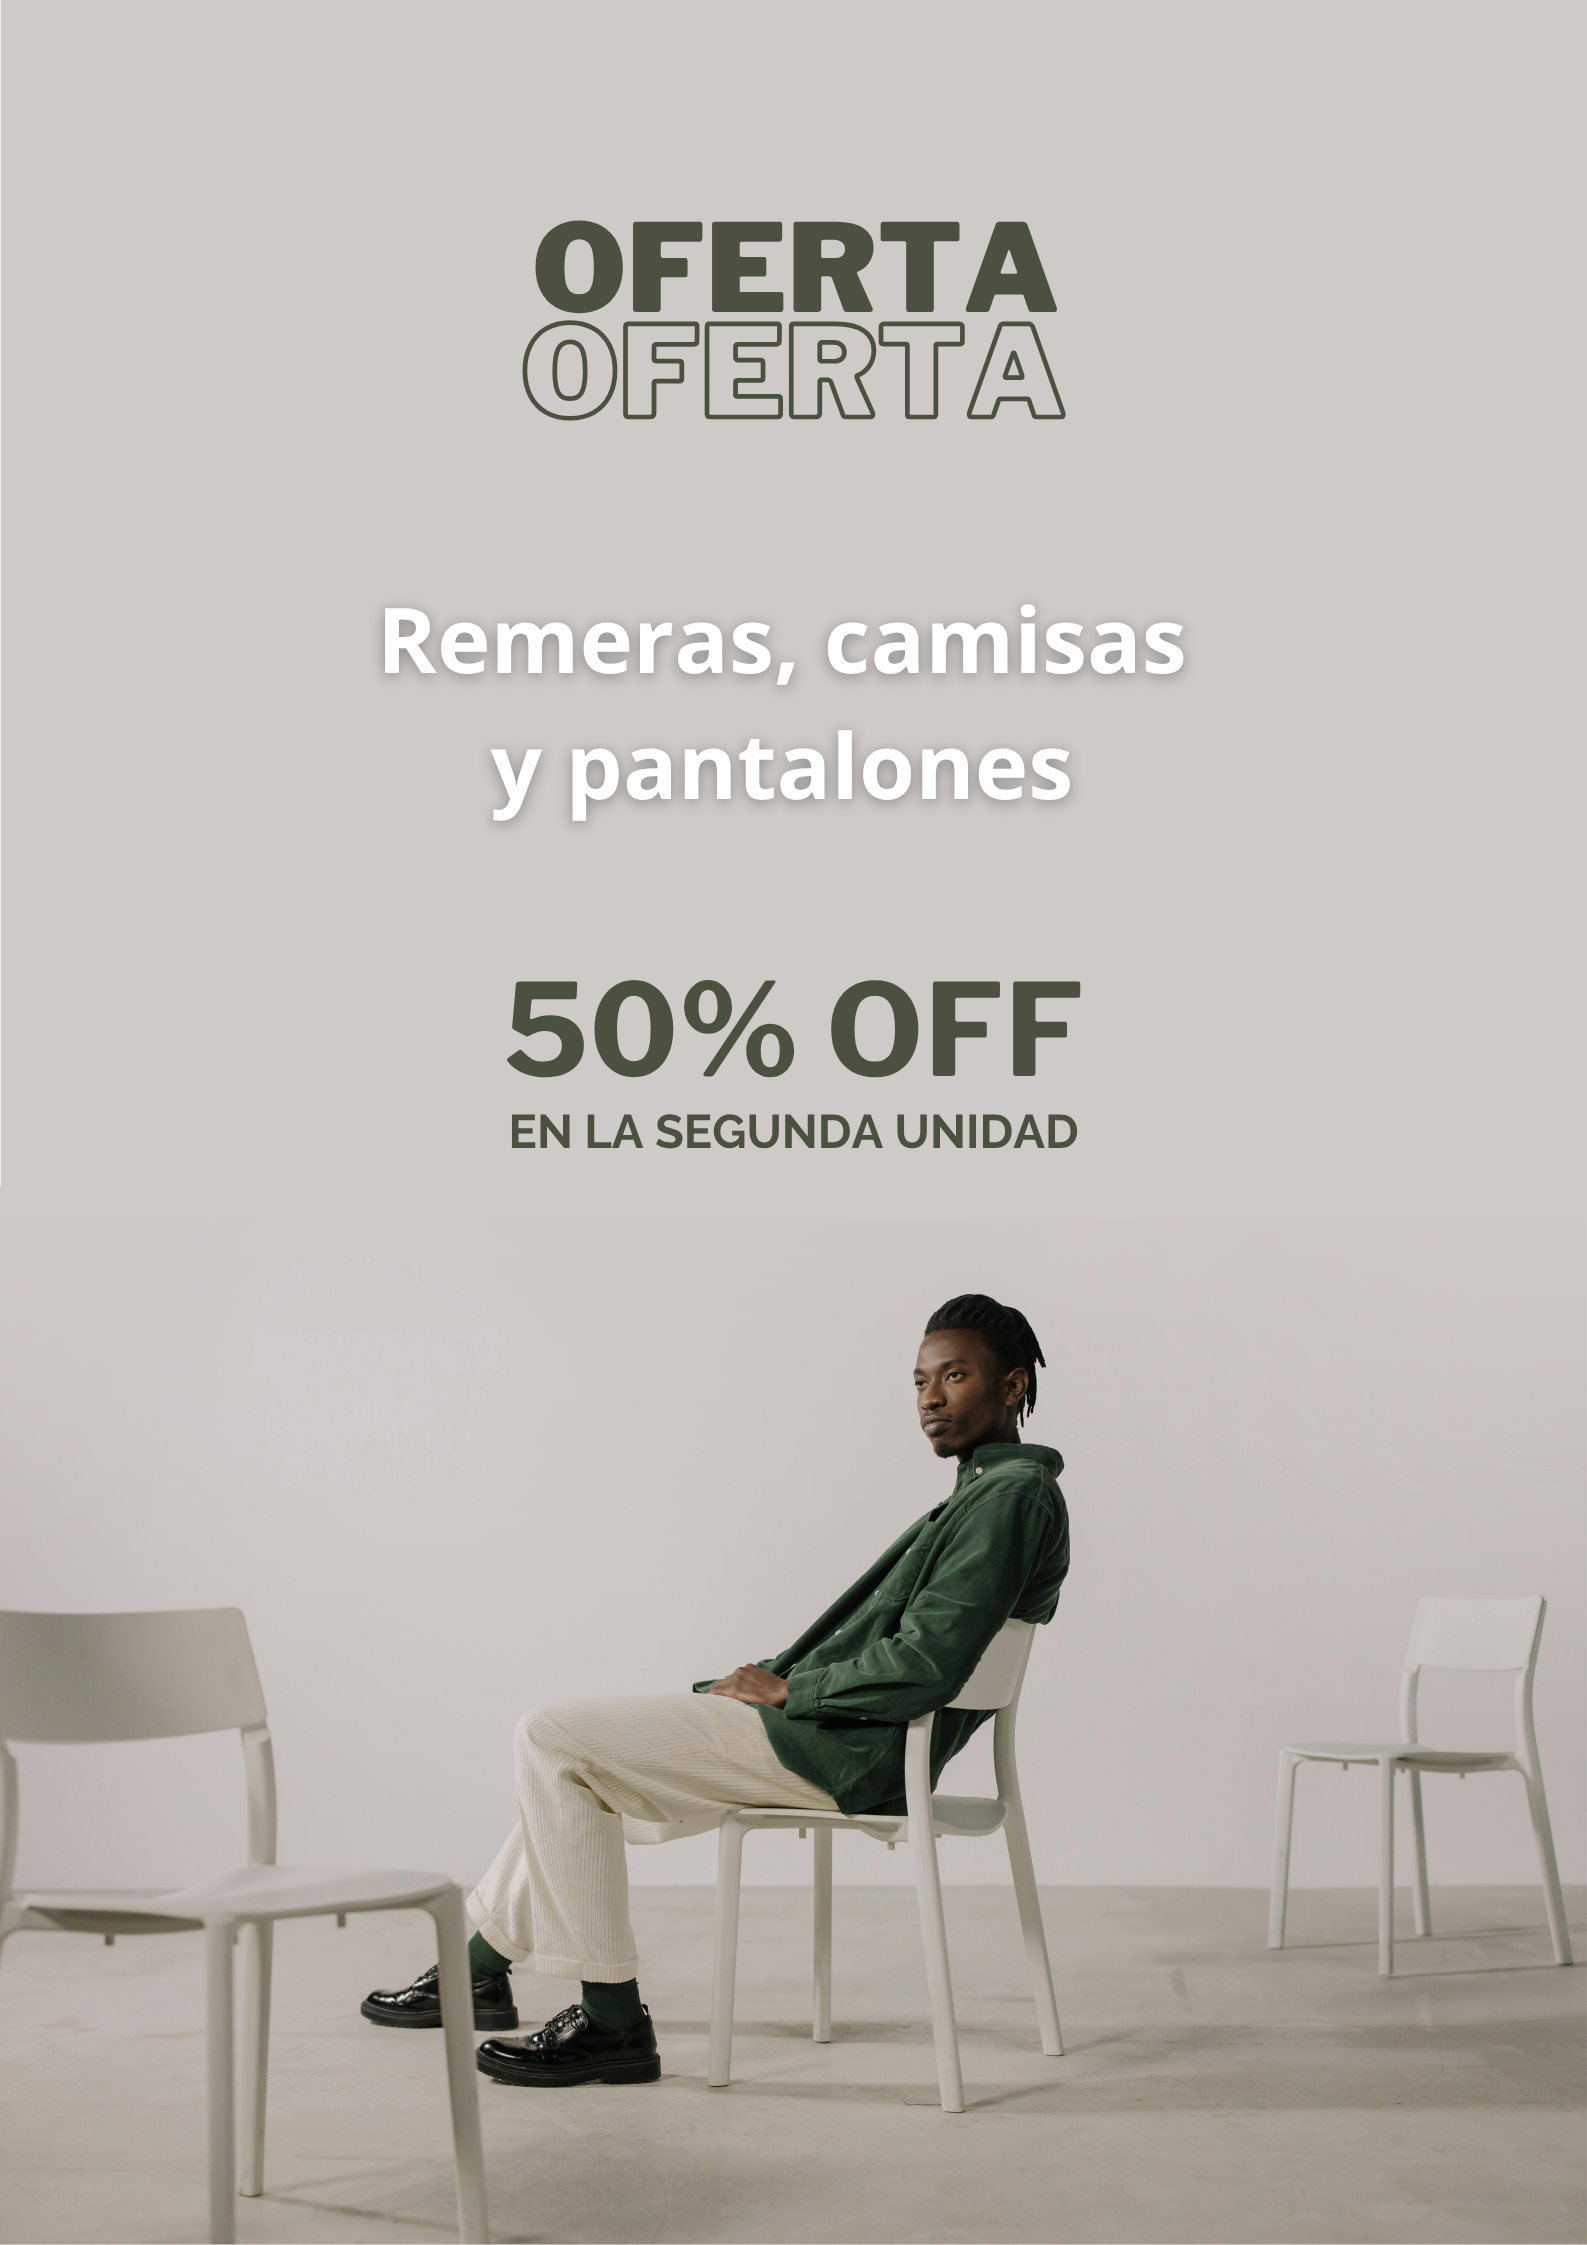 OFERTA
OFERTA
Remeras, camisas
y pantalones
50% OFF
EN LA SEGUNDA UNIDAD